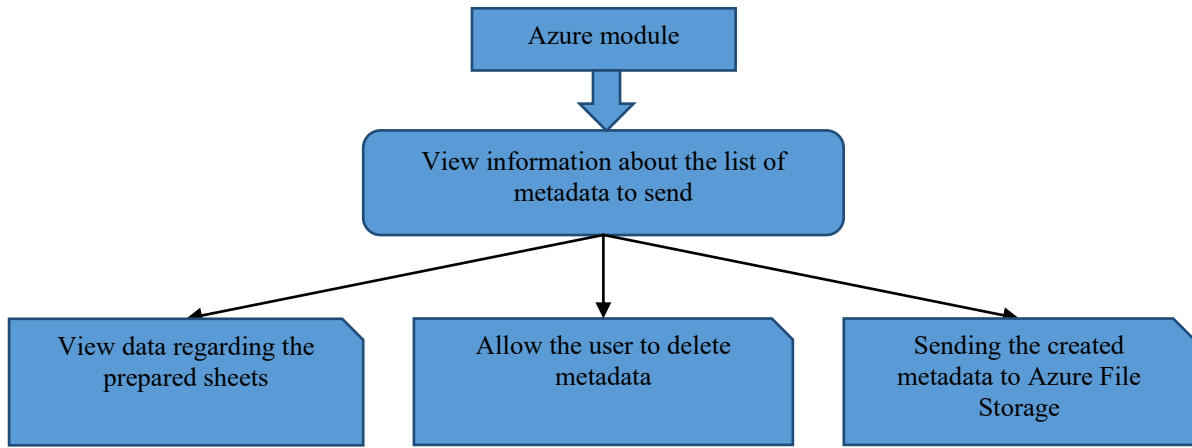 Azure module
View information about the list of
metadata to send
View data regarding the
prepared sheets
Allow the user to delete
metadata
Sending the created
metadata to Azure File
Storage